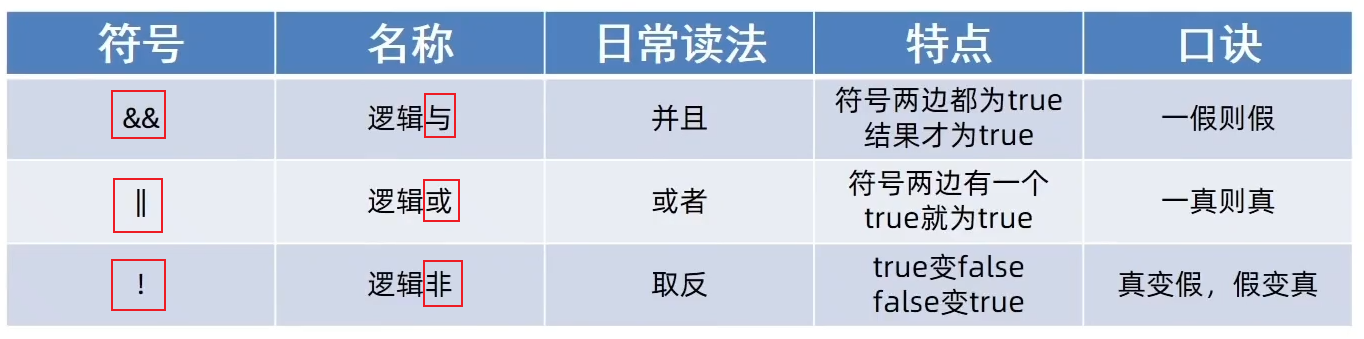 符号 名称 日常读法 特点 口诀
&& 逻辑与 并且 符号两边都为true 一假则假
结果才为true
|| 逻辑或 或者 符号两边有一个 一真则真
true就为true
! 逻辑非 取反 true变false 真变假，假变真
false变true